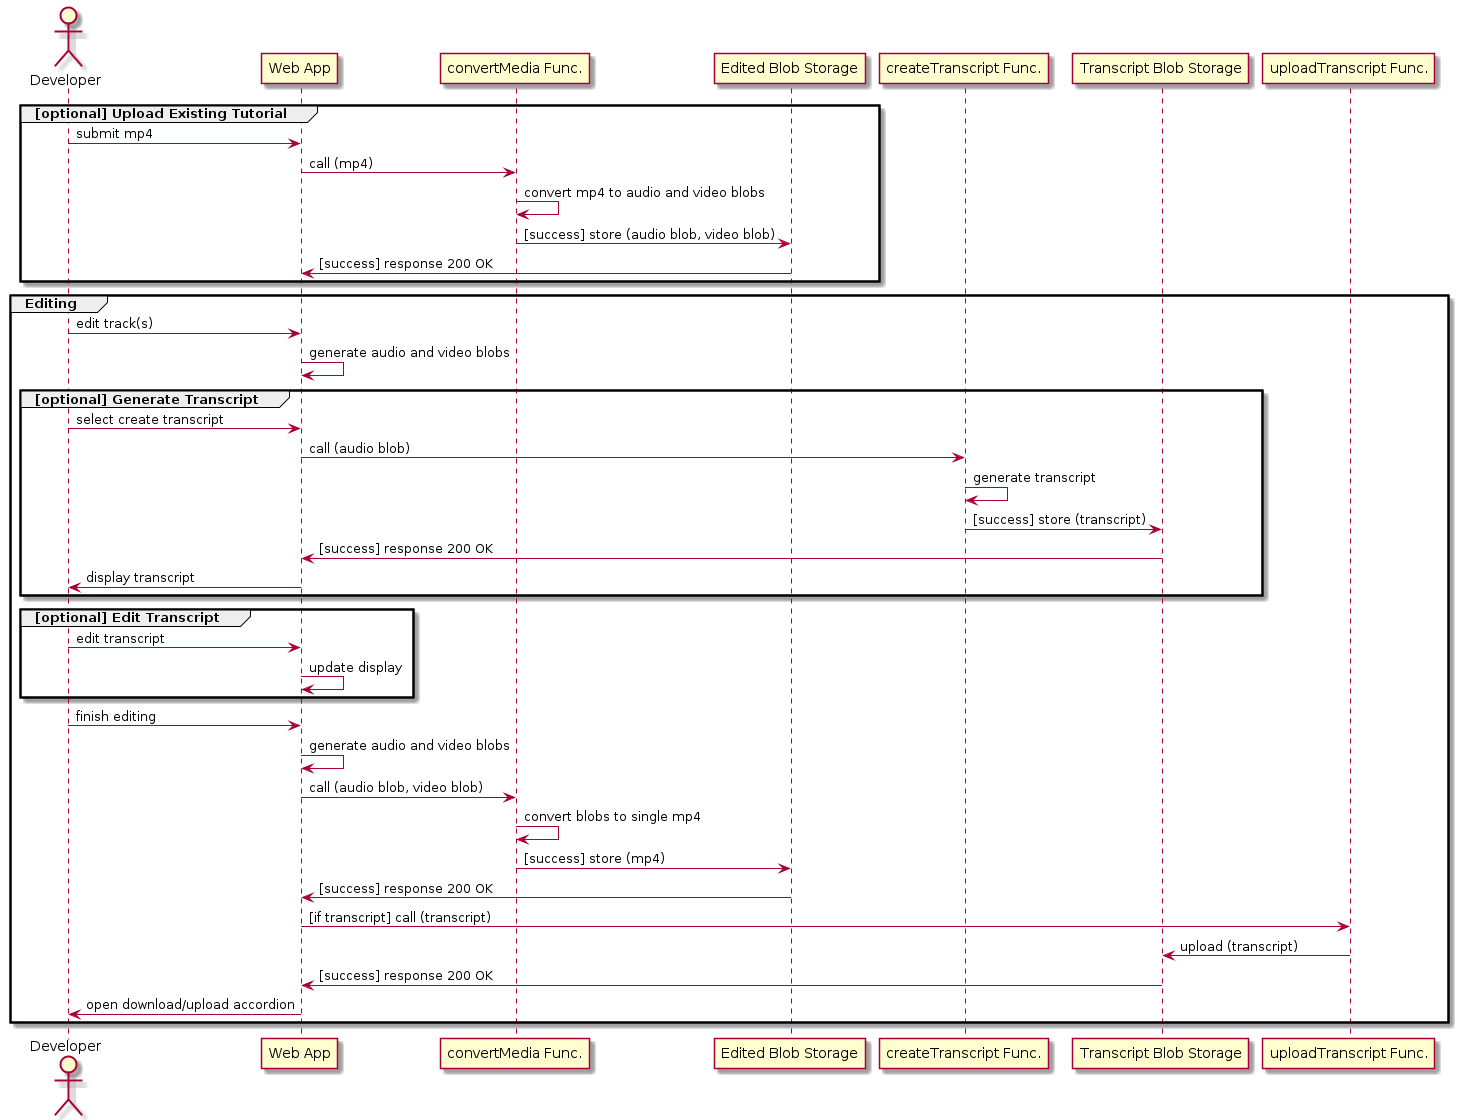 Developer
Web App
convertMedia Func.
Edited Blob Storage
createTranscript Func.
Transcript Blob Storage
uploadTranscript Func.
[optional] Upload Existing Tutorial
submit mp4
call (mp4)
convert mp4 to audio and video blobs
[success] store (audio blob, video blob)
[success] response 200 OK
Editing
edit track(s)
generate audio and video blobs
[optional] Generate Transcript
select create transcript
call (audio blob)
generate transcript
[success] store (transcript)
[success] response 200 OK
display transcript
[optional] Edit Transcript
edit transcript
update display
finish editing
generate audio and video blobs
call (audio blob, video blob)
convert blobs to single mp4
[success] store (mp4)
[success] response 200 OK
[if transcript] call (transcript)
upload (transcript)
[success] response 200 OK
open download/upload accordion
Developer
Web App
convertMedia Func.
Edited Blob Storage
createTranscript Func.
Transcript Blob Storage
uploadTranscript Func.